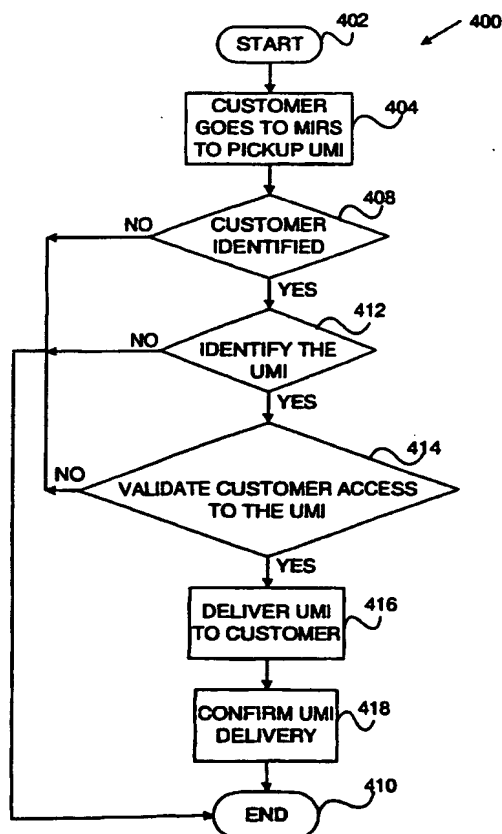 START
402
400
CUSTOMER
GOES TO MIRS
TO PICKUP UMI
404
CUSTOMER
IDENTIFIED
408
NO
YES
412
IDENTIFY THE
UMI
NO
YES
414
VALIDATE CUSTOMER ACCESS
TO THE UMI
NO
YES
DELIVER UMI
TO CUSTOMER
416
CONFIRM UMI
DELIVERY
418
END
410